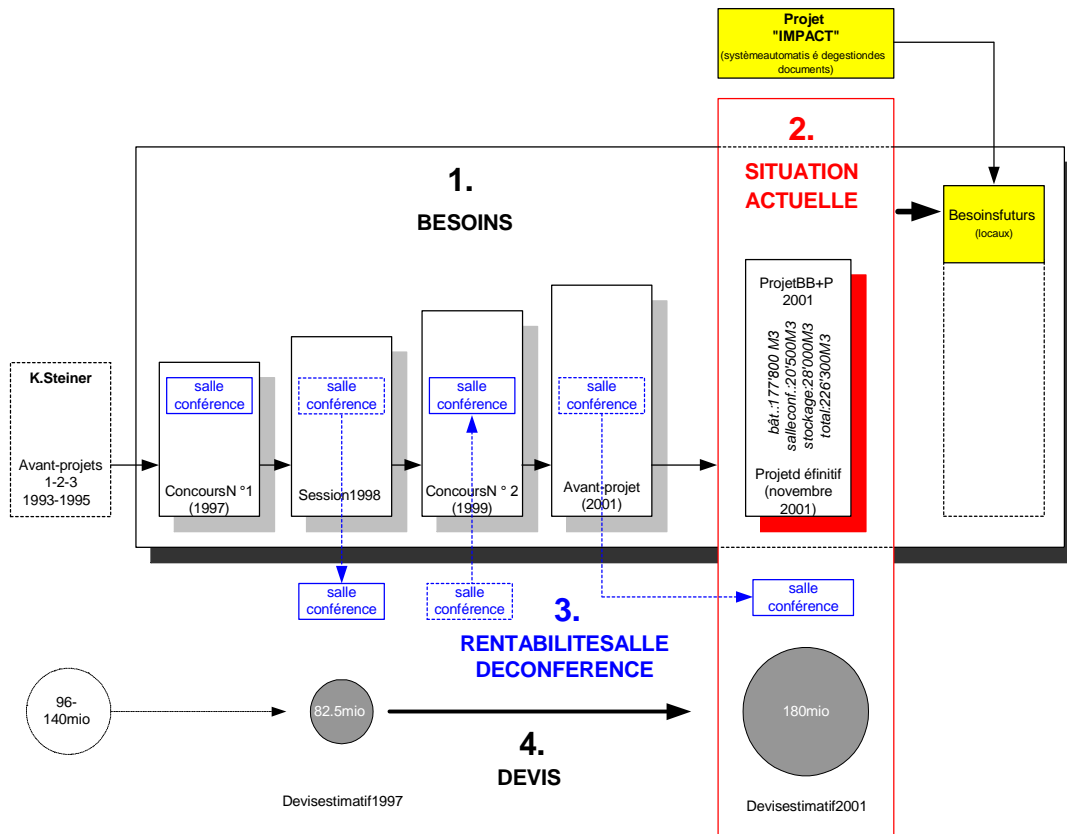 Projet
"IMPACT"
(systèmeautomatis é degestiondes
documents)
2.
SITUATION
ACTUELLE
1.
BESOINS
Besoinsfuturs
(locaux)
K.Steiner
Avant-projets
1-2-3
1993-1995
salle
conférence
ConcoursN °1
(1997)
salle
conférence
Session1998
salle
conférence
ConcoursN ° 2
(1999)
salle
conférence
Avant-projet
(2001)
ProjetBB+P
2001
bât.:177'800 M3
salleconf.:20'500M3
stockage:28'000M3
total:226'300M3
Projetd éfinitif
(novembre
2001)
salle
conférence
salle
conférence
salle
conférence
3.
RENTABILITESALLE
DECONFERENCE
96-
140mio
82.5mio
180mio
4.
DEVIS
Devisestimatif1997
Devisestimatif2001